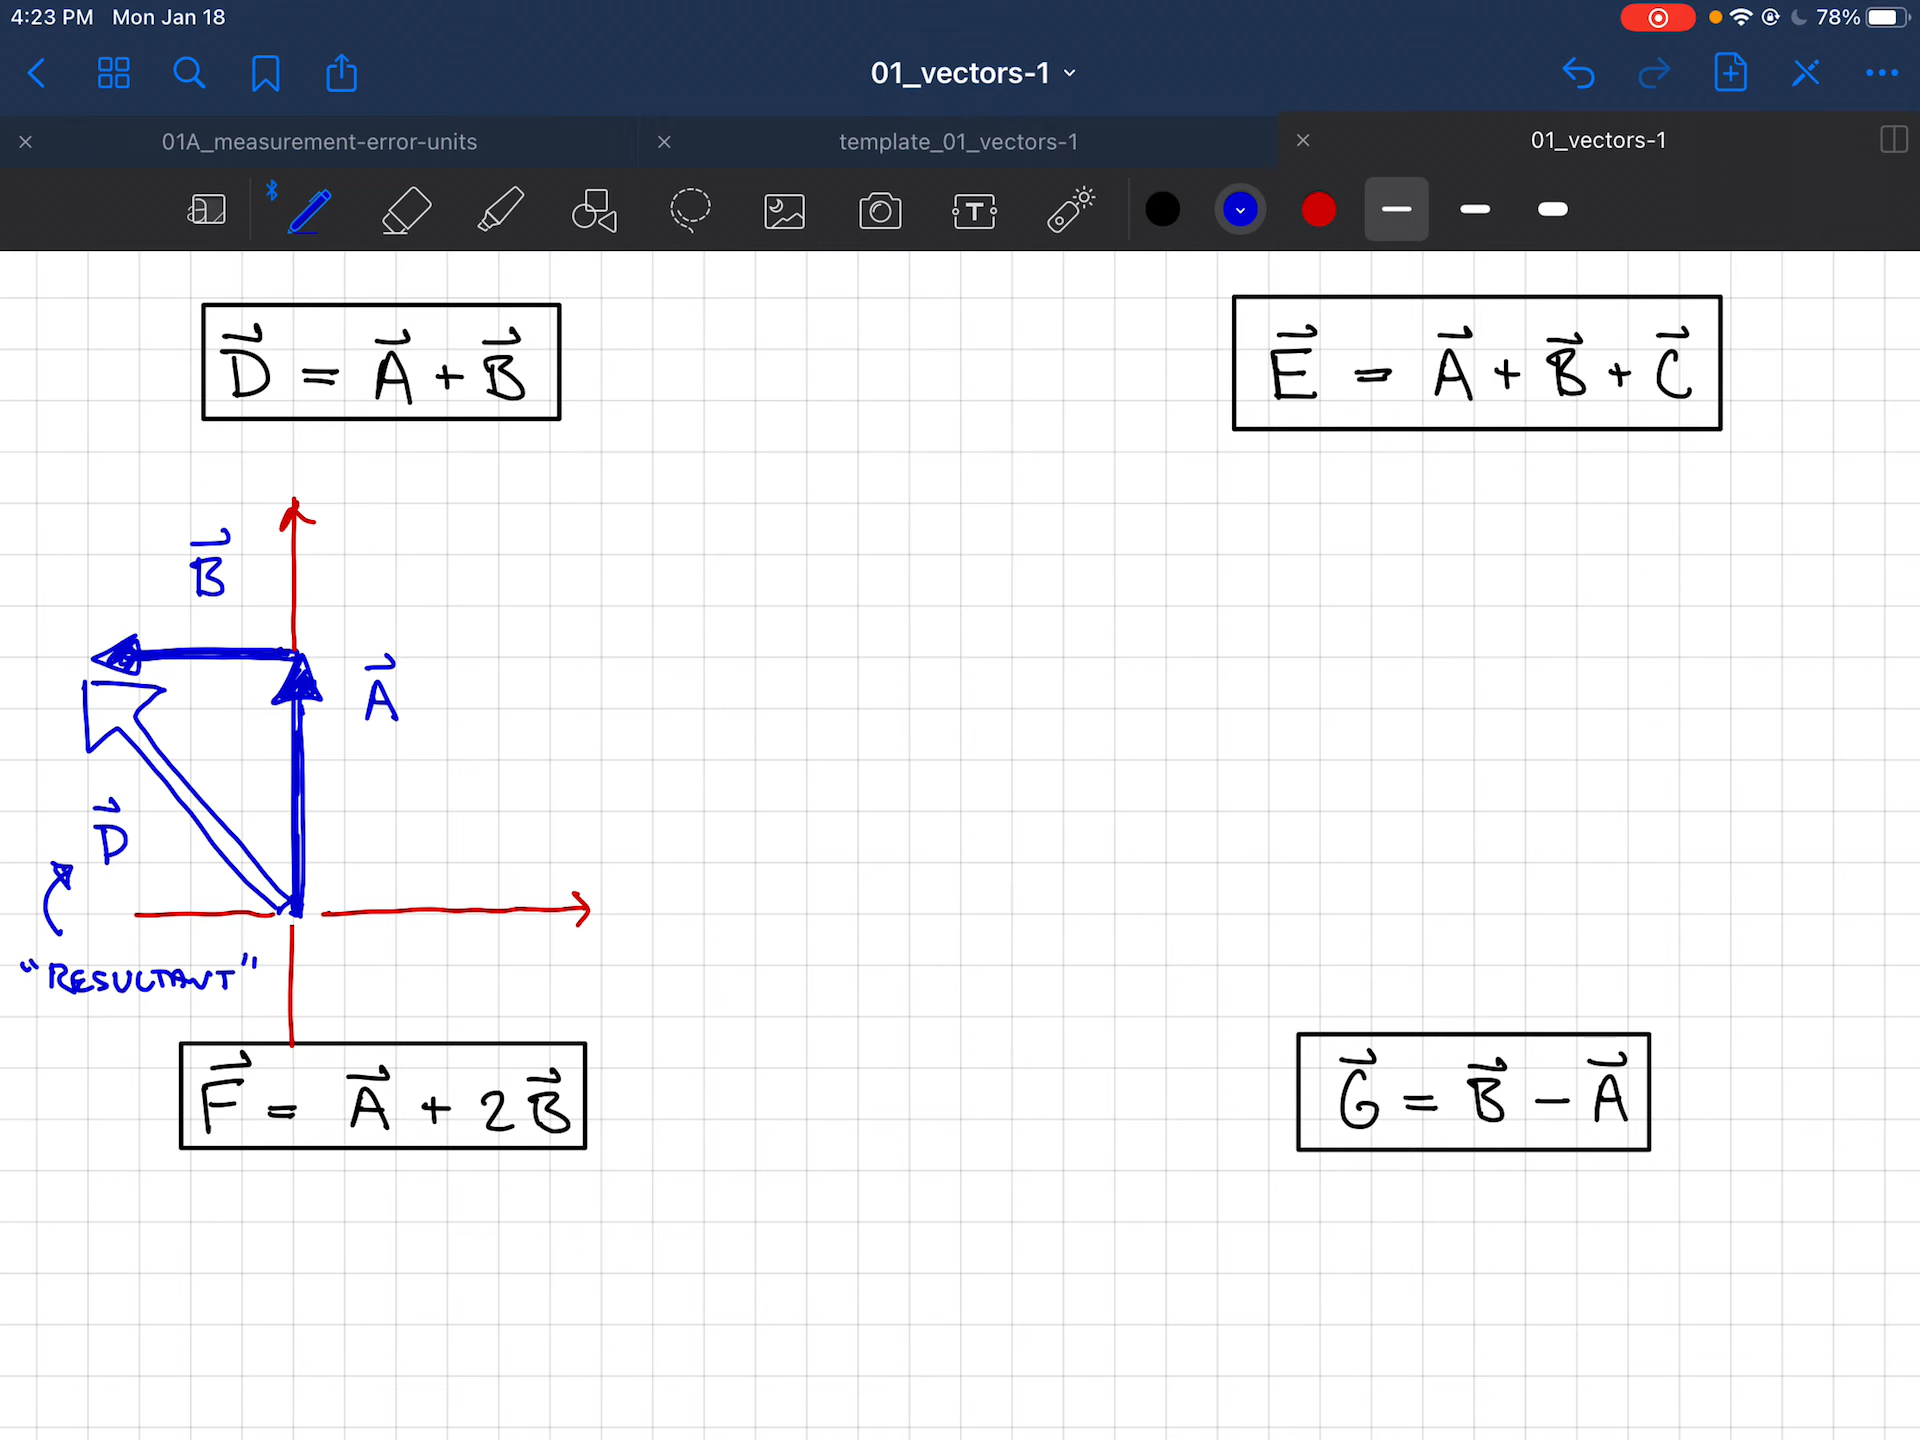 4:23 PM Mon Jan 18
78%
01_vectors-1
01A_measurement-error-units
template_01_vectors-1
01_vectors-1
T
D⃗ = A⃗ + B⃗
E⃗ = A⃗ + B⃗ + C⃗
B⃗
A⃗
D⃗
"RESULTANT"
F⃗ = A⃗ + 2B⃗
G⃗ = B⃗ − A⃗